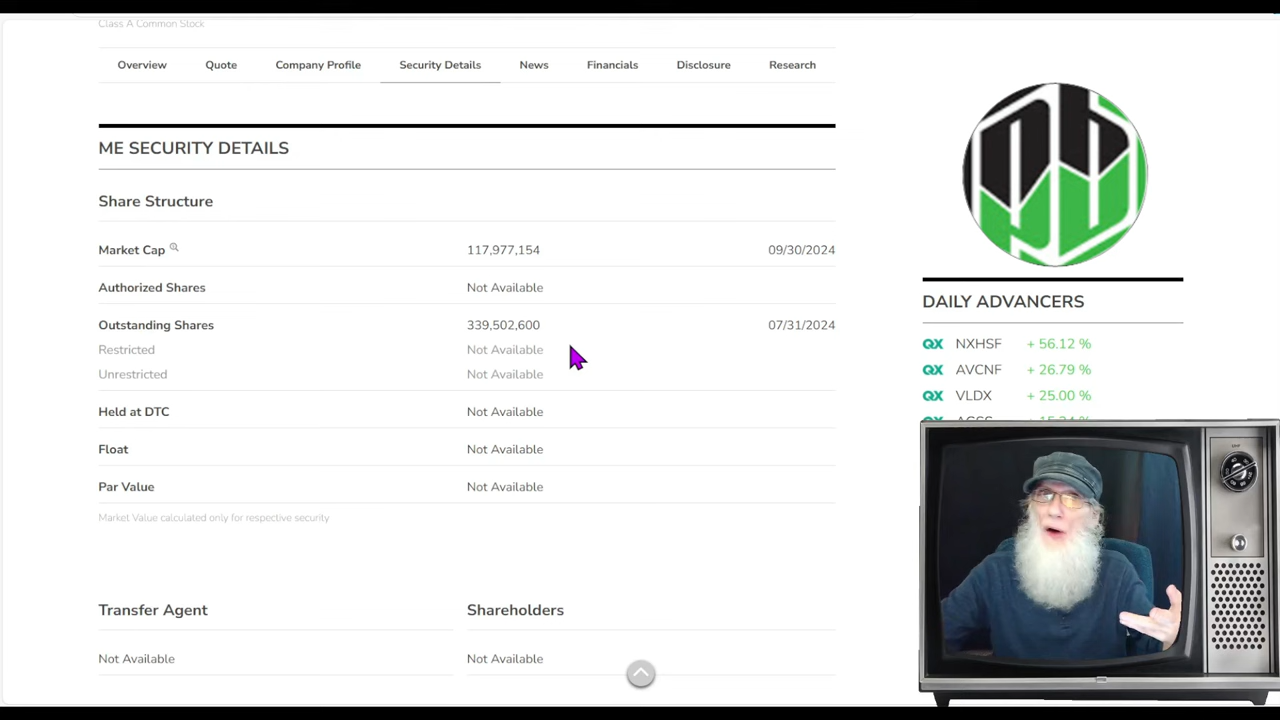 Class A Common Stock
Overview Quote Company Profile Security Details News Financials Disclosure Research
ME SECURITY DETAILS
Share Structure
Market Cap 117,977,154 09/30/2024
Authorized Shares Not Available
Outstanding Shares 339,502,600 07/31/2024
Restricted Not Available
Unrestricted Not Available
Held at DTC Not Available
Float Not Available
Par Value Not Available
Market Value calculated only for respective security
Transfer Agent Shareholders
Not Available Not Available
DAILY ADVANCERS
QX NXHSF + 56.12 %
QX AVCNF + 26.79 %
QX VLDX + 25.00 %